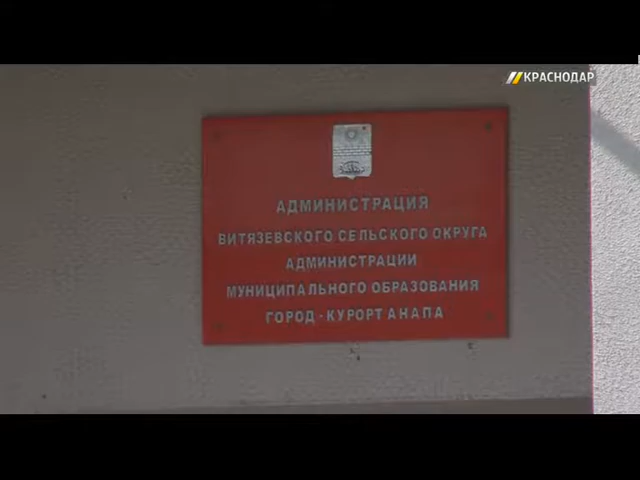 КРАСНОДАР
АДМИНИСТРАЦИЯ
ВИТЯЗЕВСКОГО СЕЛЬСКОГО ОКРУГА
АДМИНИСТРАЦИИ
МУНИЦИПАЛЬНОГО ОБРАЗОВАНИЯ
ГОРОД - КУРОРТ АНАПА